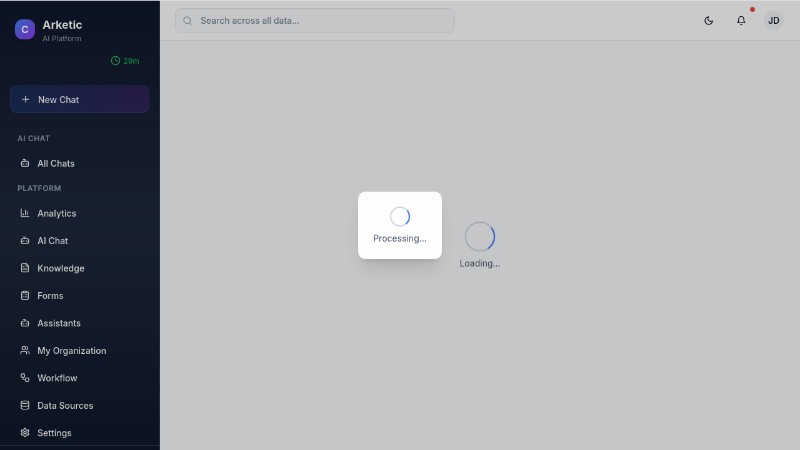 C
Arketic
AI Platform
29m
New Chat
AI CHAT
All Chats
PLATFORM
Analytics
AI Chat
Knowledge
Forms
Assistants
My Organization
Workflow
Data Sources
Settings
Search across all data...
JD
Processing...
Loading...